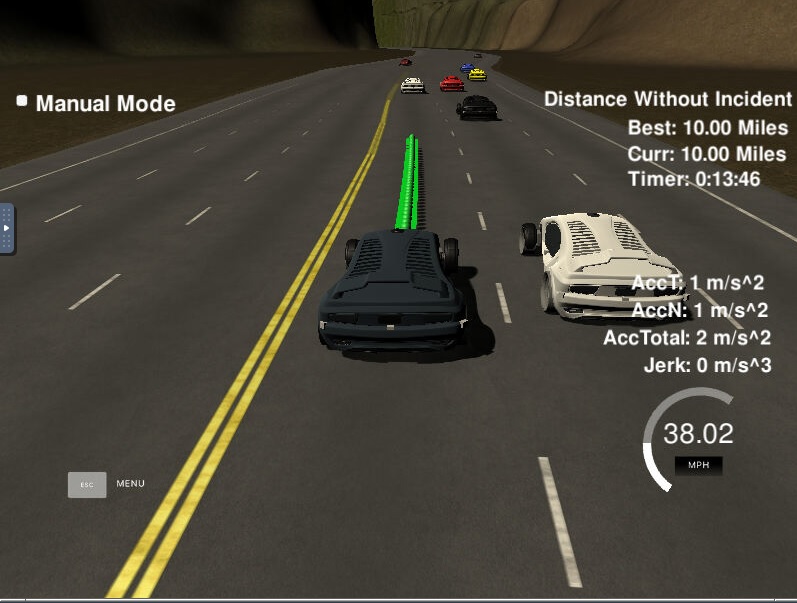 Manual Mode
Distance Without Incident
Best: 10.00 Miles
Curr: 10.00 Miles
Timer: 0:13:46
AccT: 1 m/s^2
AccN: 1 m/s^2
AccTotal: 2 m/s^2
Jerk: 0 m/s^3
38.02
MPH
ESC
MENU